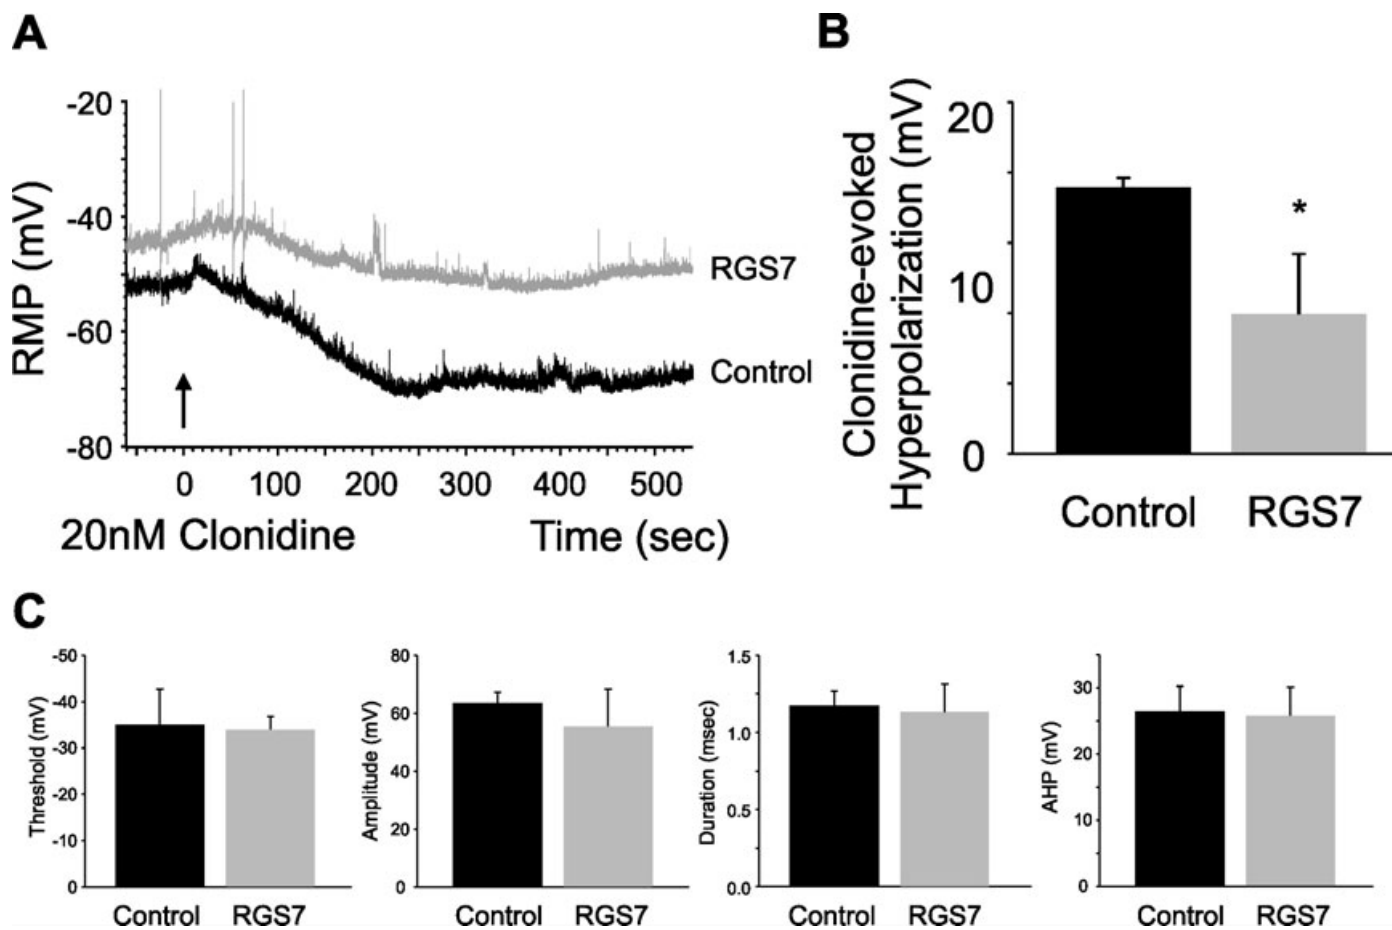 A
RMP (mV)
-20
-40
-60
-80
RGS7
Control
0 100 200 300 400 500
20nM Clonidine
Time (sec)
B
Clonidine-evoked
Hyperpolarization (mV)
20
10
0
*
Control RGS7
C
Threshold (mV)
-50
-40
-30
-20
-10
0
Control RGS7
Amplitude (mV)
80
60
40
20
0
Control RGS7
Duration (msec)
1.5
1.0
0.5
0.0
Control RGS7
AHP (mV)
30
20
10
0
Control RGS7